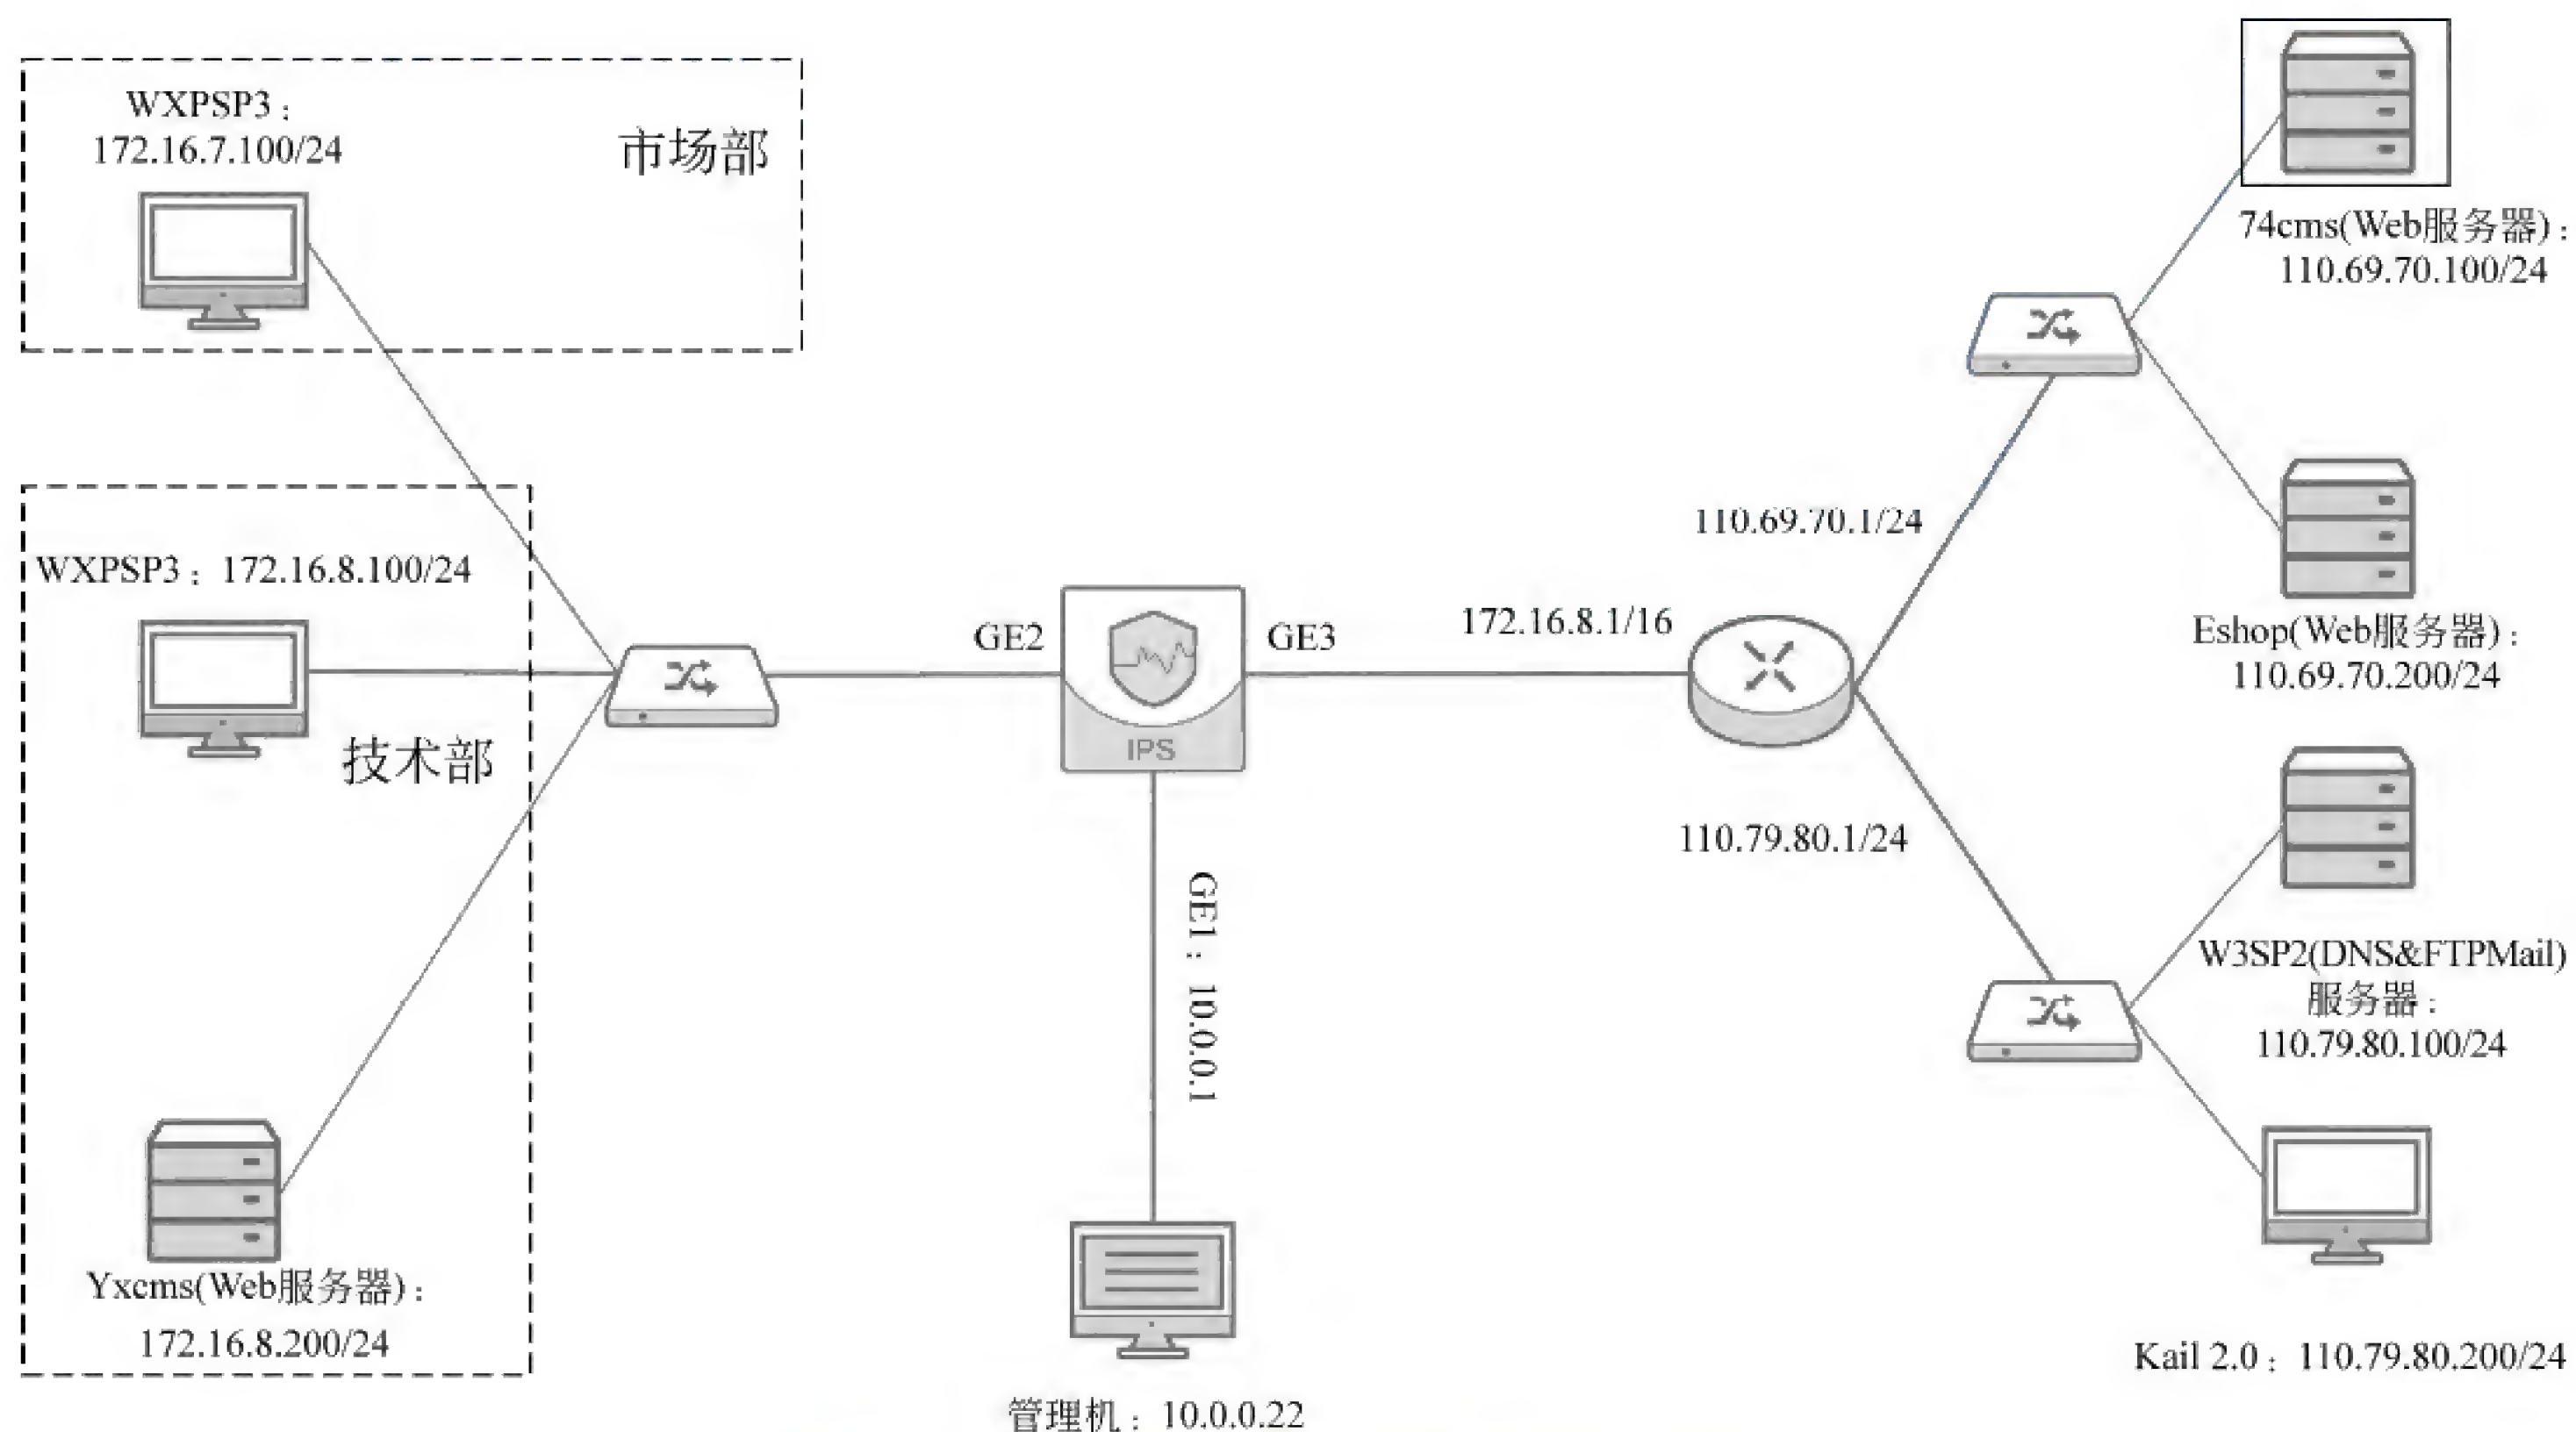 WXPSP3：
172.16.7.100/24
市场部
WXPSP3：172.16.8.100/24
技术部
Yxcms(Web服务器)：
172.16.8.200/24
GE2
IPS
GE3
GE1：10.0.0.1
管理机：10.0.0.22
172.16.8.1/16
110.69.70.1/24
110.79.80.1/24
74cms(Web服务器)：
110.69.70.100/24
Eshop(Web服务器)：
110.69.70.200/24
W3SP2(DNS&FTPMail)
服务器：
110.79.80.100/24
Kail 2.0：110.79.80.200/24